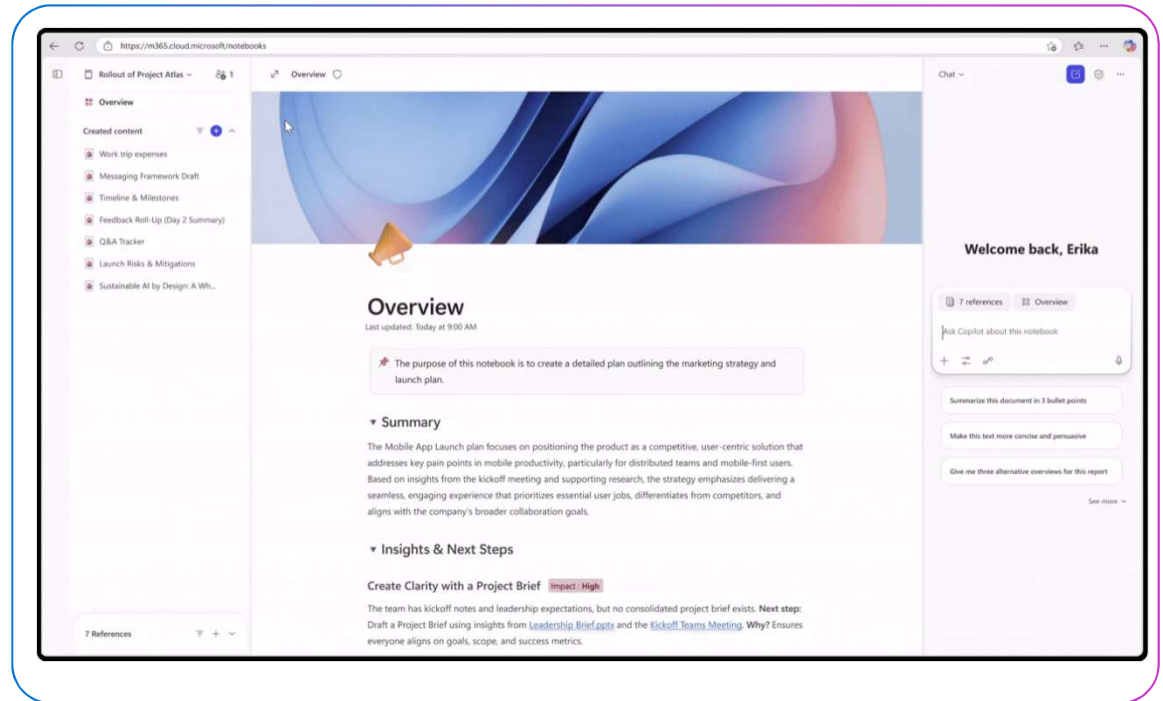 https://m365.cloud.microsoft/notebooks
Rollout of Project Atlas
1
Overview
Created content
Work trip expenses
Messaging Framework Draft
Timeline & Milestones
Feedback Roll-Up (Day 2 Summary)
Q&A Tracker
Launch Risks & Mitigations
Sustainable AI by Design: A Wh...
7 References
Overview
Overview
Last updated: Today at 9:00 AM
The purpose of this notebook is to create a detailed plan outlining the marketing strategy and
launch plan.
Summary
The Mobile App Launch plan focuses on positioning the product as a competitive, user-centric solution that
addresses key pain points in mobile productivity, particularly for distributed teams and mobile-first users.
Based on insights from the kickoff meeting and supporting research, the strategy emphasizes delivering a
seamless, engaging experience that prioritizes essential user jobs, differentiates from competitors, and
aligns with the company's broader collaboration goals.
Insights & Next Steps
Create Clarity with a Project Brief Impact : High
The team has kickoff notes and leadership expectations, but no consolidated project brief exists. Next step:
Draft a Project Brief using insights from Leadership Brief.pptx and the Kickoff Teams Meeting. Why? Ensures
everyone aligns on goals, scope, and success metrics.
Chat
Welcome back, Erika
7 references Overview
Ask Copilot about this notebook
Summarize this document in 3 bullet points
Make this text more concise and persuasive
Give me three alternative overviews for this report
See more